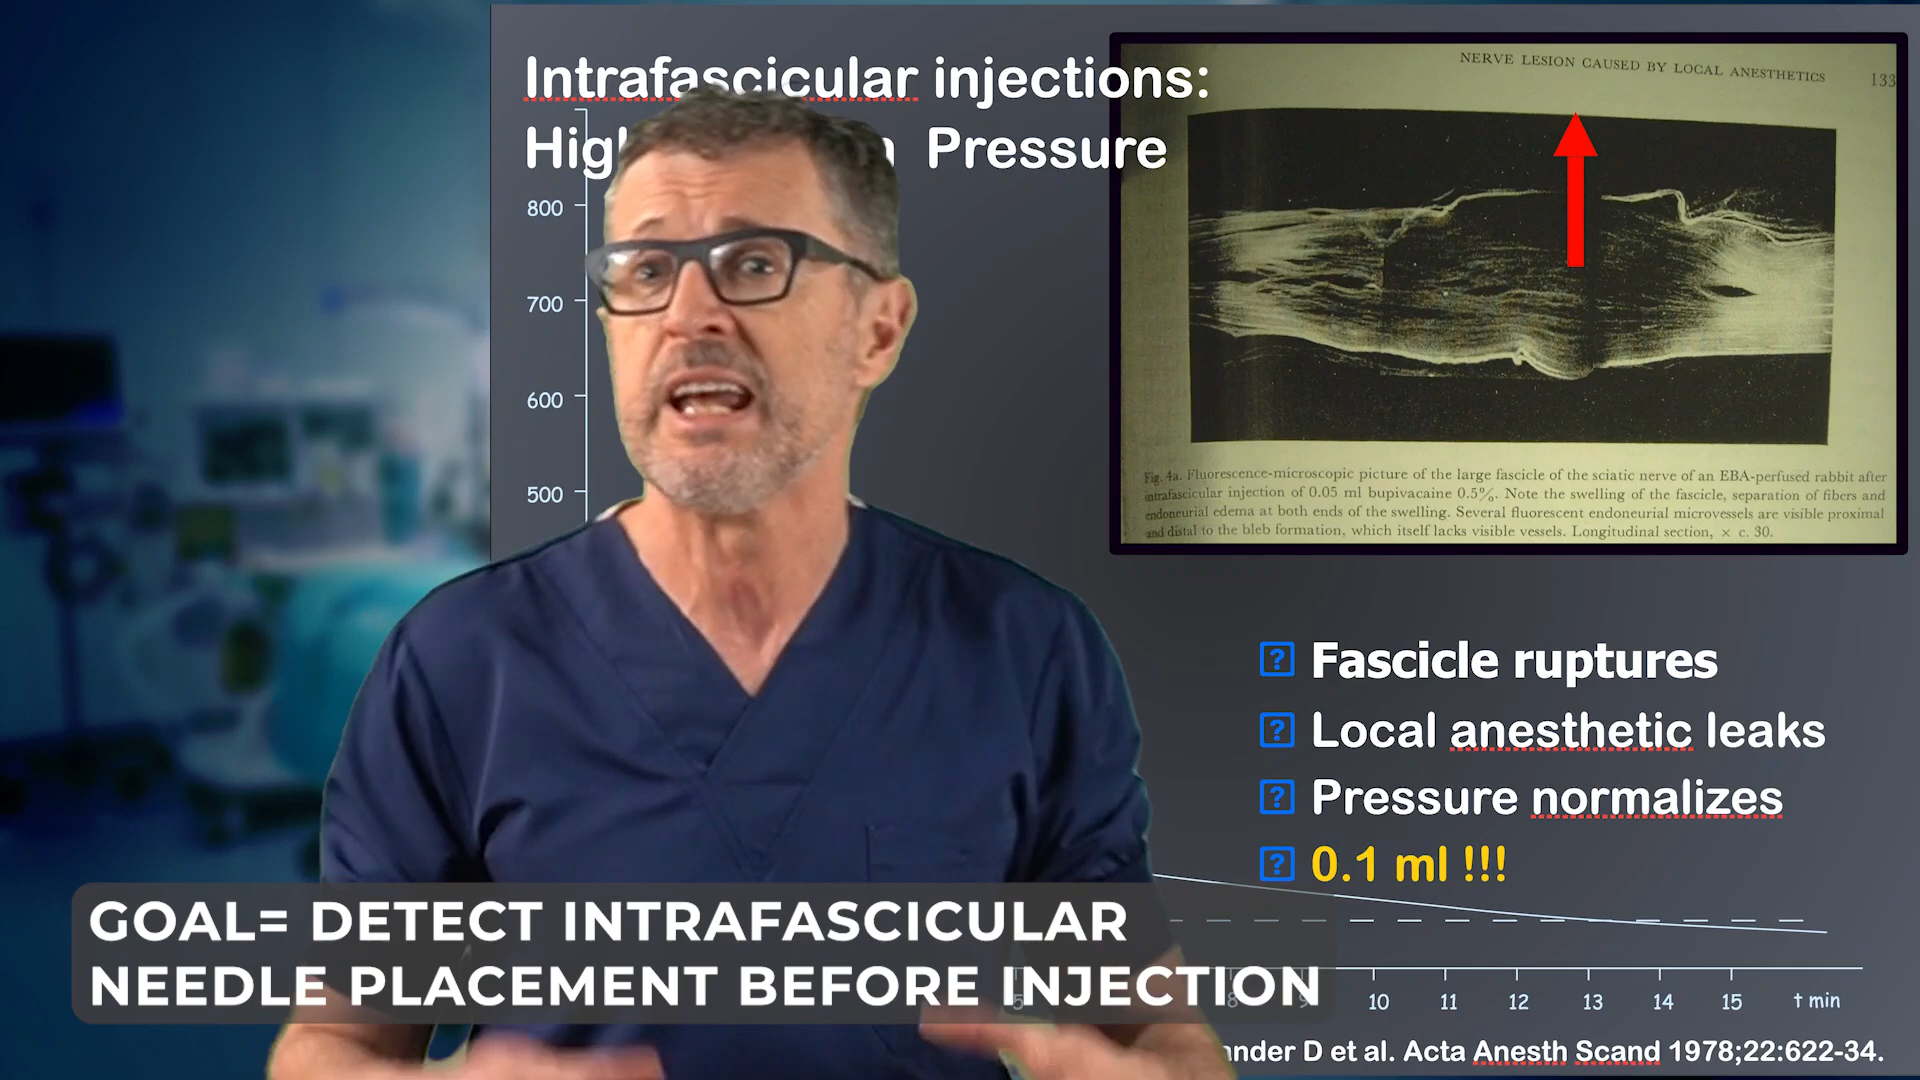 Intrafascicular injections:
Pressure
800
700
600
500
NERVE LESION CAUSED BY LOCAL ANESTHETICS 133
Fig. 4a. Fluorescence-microscopic picture of the large fascicle of the sciatic nerve of an EBA-perfused rabbit after
intrafascicular injection of 0.05 ml bupivacaine 0.5%. Note the swelling of the fascicle, separation of fibers and
endoneurial edema at both ends of the swelling. Several fluorescent endoneurial microvessels are visible proximal
and distal to the bleb formation, which itself lacks visible vessels. Longitudinal section, × c. 30.
Fascicle ruptures
Local anesthetic leaks
Pressure normalizes
0.1 ml !!!
GOAL= DETECT INTRAFASCICULAR
NEEDLE PLACEMENT BEFORE INJECTION
5 8 9 10 11 12 13 14 15 t min
D et al. Acta Anesth Scand 1978;22:622-34.